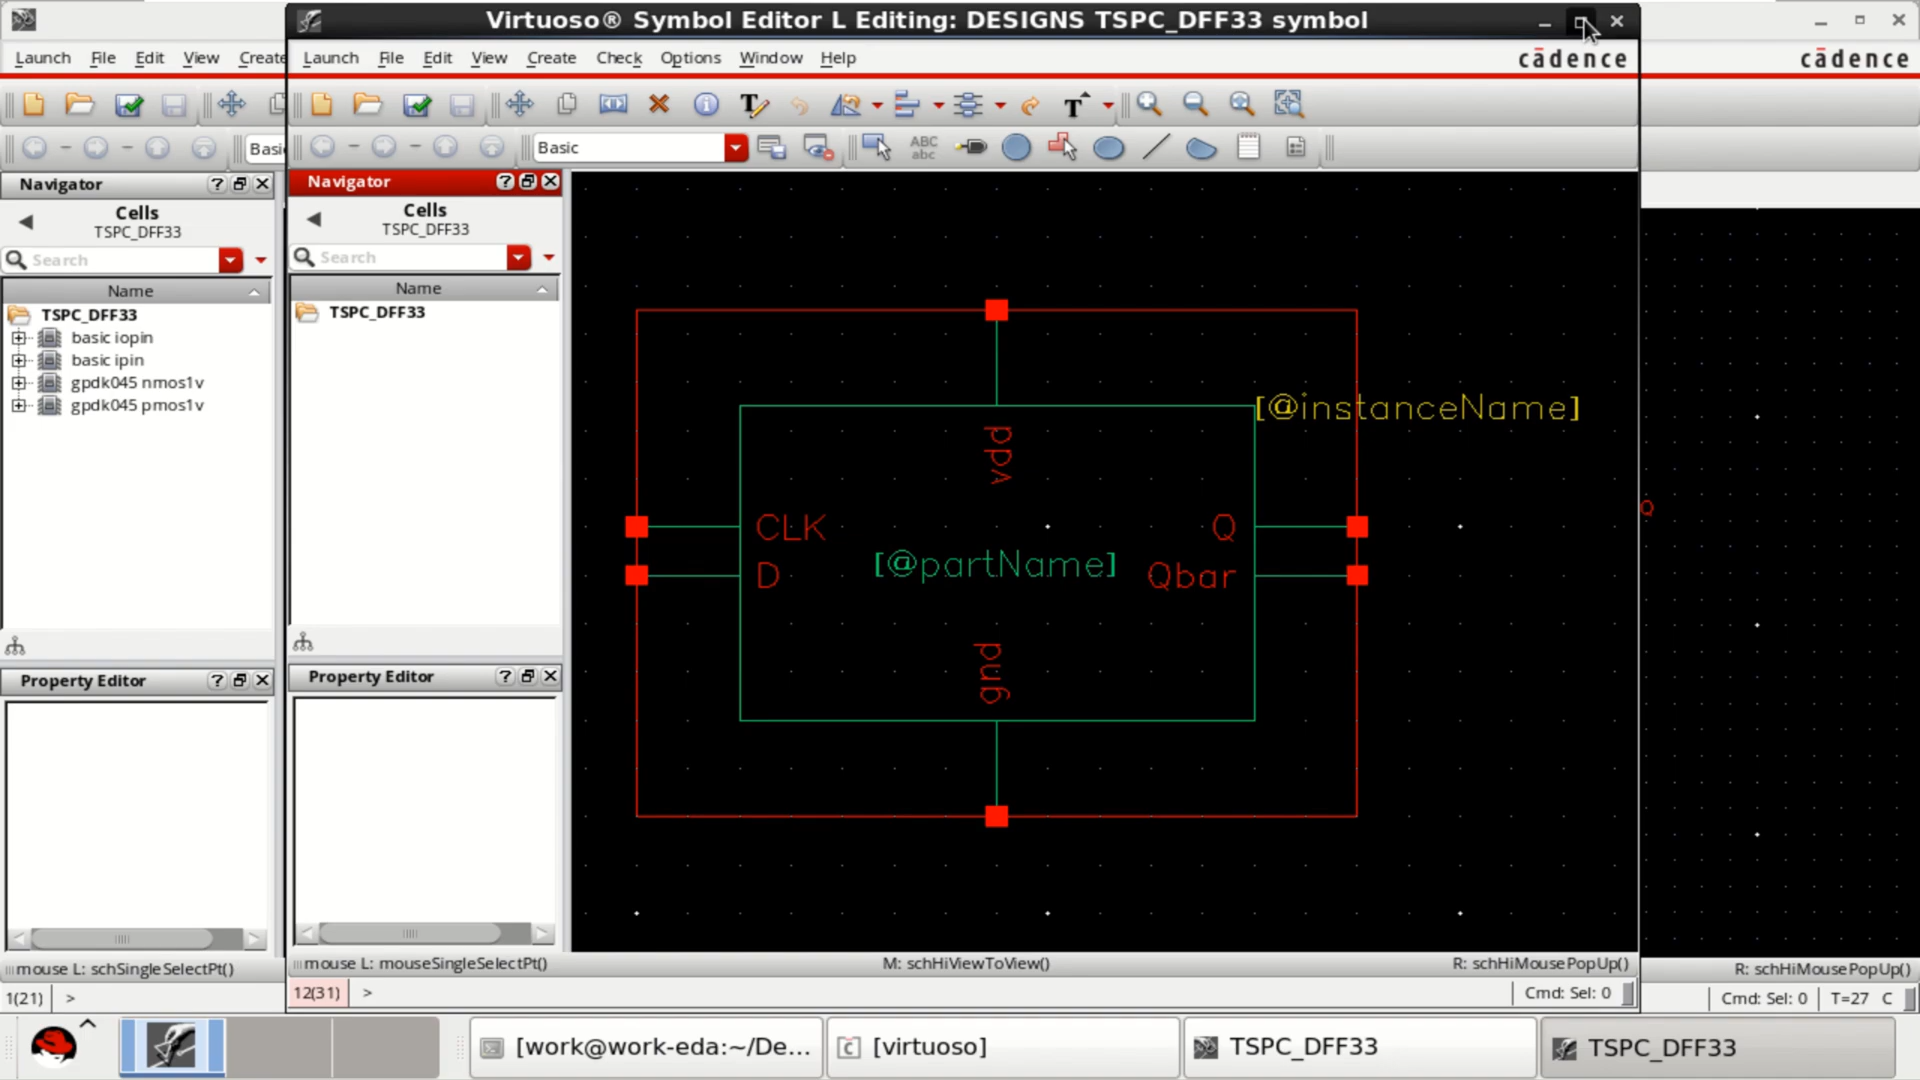 Virtuoso® Symbol Editor L Editing: DESIGNS TSPC_DFF33 symbol
Launch File Edit View Create
Launch File Edit View Create Check Options Window Help
cādence
cādence
Basi
Basic
ABC
abc
Navigator
Cells
TSPC_DFF33
Search
Name
TSPC_DFF33
basic iopin
basic ipin
gpdk045 nmos1v
gpdk045 pmos1v
Property Editor
mouse L: schSingleSelectPt()
1(21) >
Navigator
Cells
TSPC_DFF33
Search
Name
TSPC_DFF33
Property Editor
[@instanceName]
vdd
CLK
Q
[@partName]
D
Qbar
gnd
Q
mouse L: mouseSingleSelectPt()
M: schHiViewToView()
R: schHiMousePopUp()
12(31) >
Cmd: Sel: 0
R: schHiMousePopUp()
Cmd: Sel: 0 T=27 C
[work@work-eda:~/De...
[virtuoso]
TSPC_DFF33
TSPC_DFF33